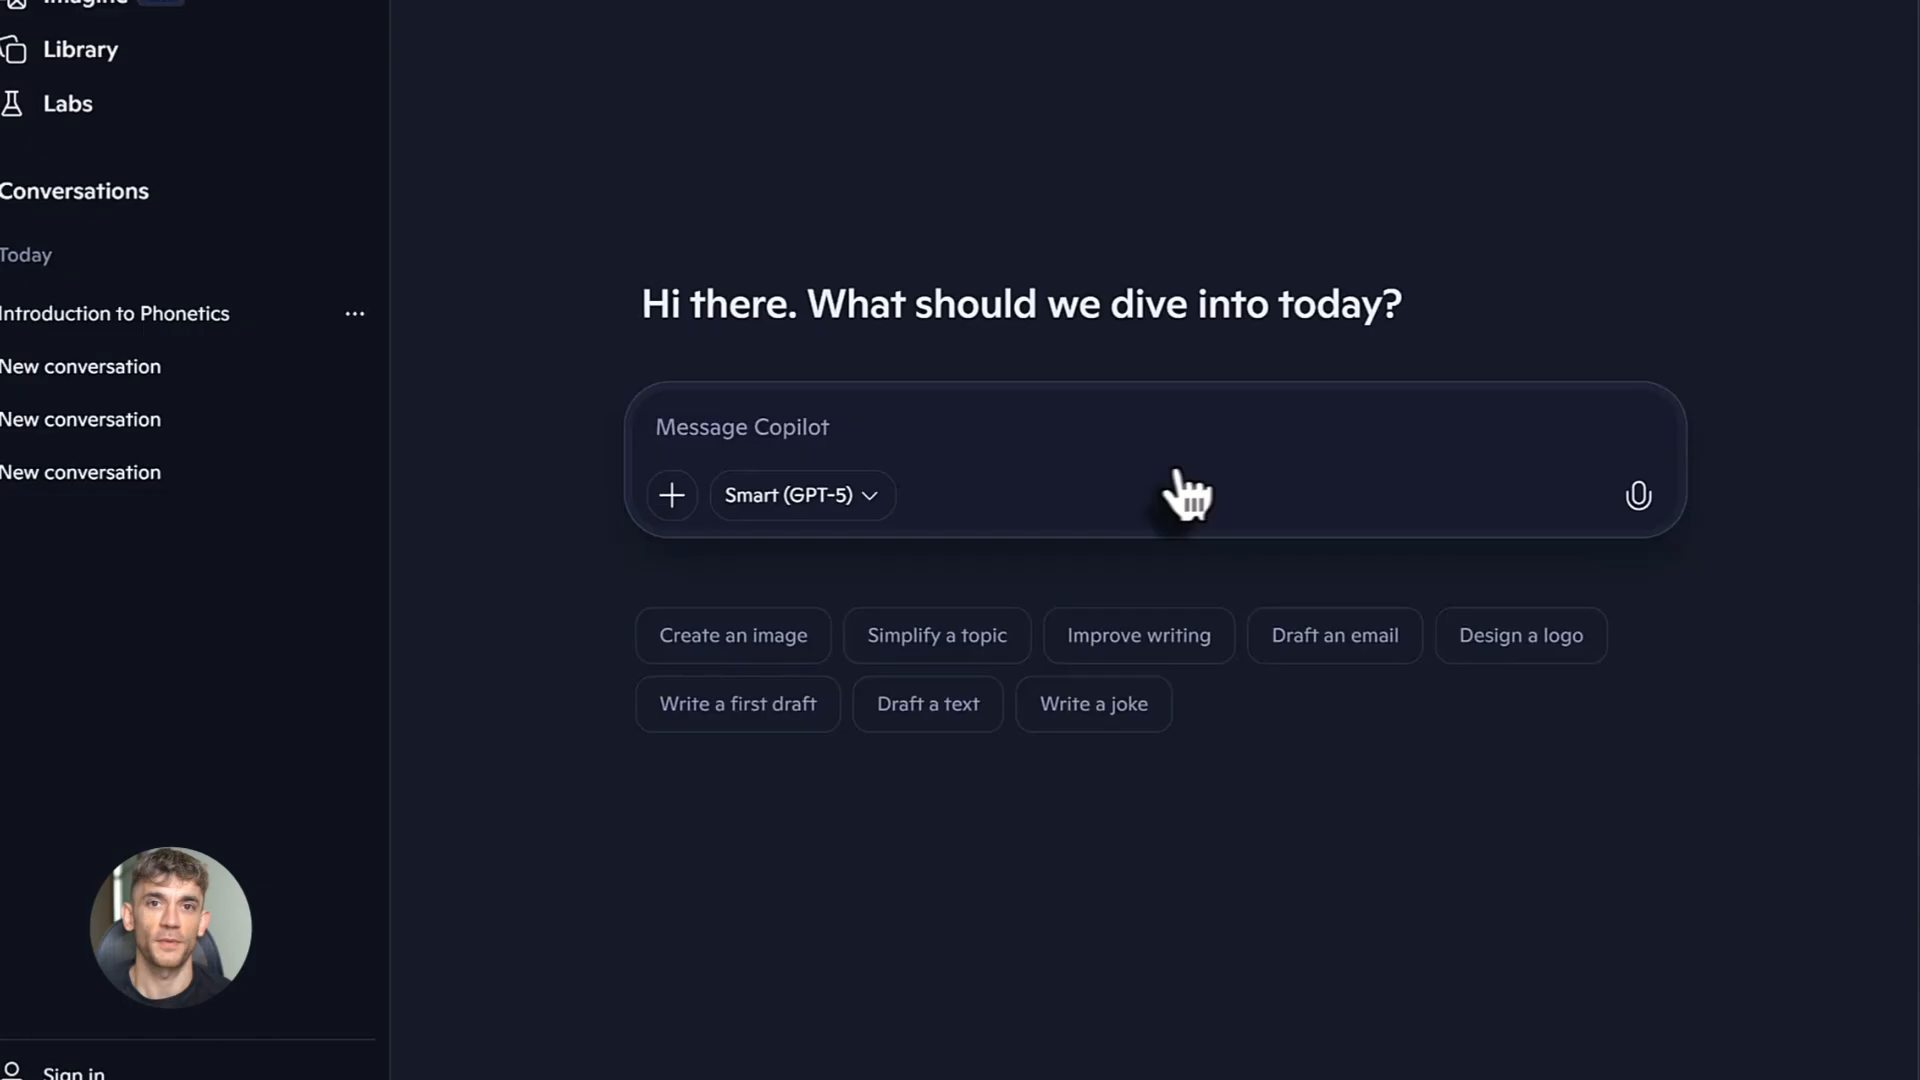 Imagine
Library
Labs
Conversations
Today
Introduction to Phonetics
New conversation
New conversation
New conversation
Sign in
Hi there. What should we dive into today?
Message Copilot
Smart (GPT-5)
Create an image
Simplify a topic
Improve writing
Draft an email
Design a logo
Write a first draft
Draft a text
Write a joke